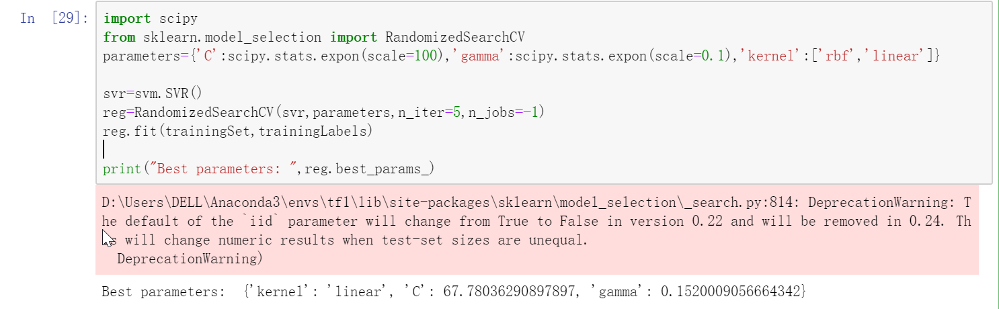 In [29]:
import scipy
from sklearn.model_selection import RandomizedSearchCV
parameters={'C':scipy.stats.expon(scale=100),'gamma':scipy.stats.expon(scale=0.1),'kernel':['rbf','linear']}
svr=svm.SVR()
reg=RandomizedSearchCV(svr,parameters,n_iter=5,n_jobs=-1)
reg.fit(trainingSet,trainingLabels)
print("Best parameters: ",reg.best_params_)
D:\Users\DELL\Anaconda3\envs\tf1\lib\site-packages\sklearn\model_selection\_search.py:814: DeprecationWarning: T
he default of the `iid` parameter will change from True to False in version 0.22 and will be removed in 0.24. Th
s will change numeric results when test-set sizes are unequal.
  DeprecationWarning)
Best parameters:  {'kernel': 'linear', 'C': 67.78036290897897, 'gamma': 0.1520009056664342}